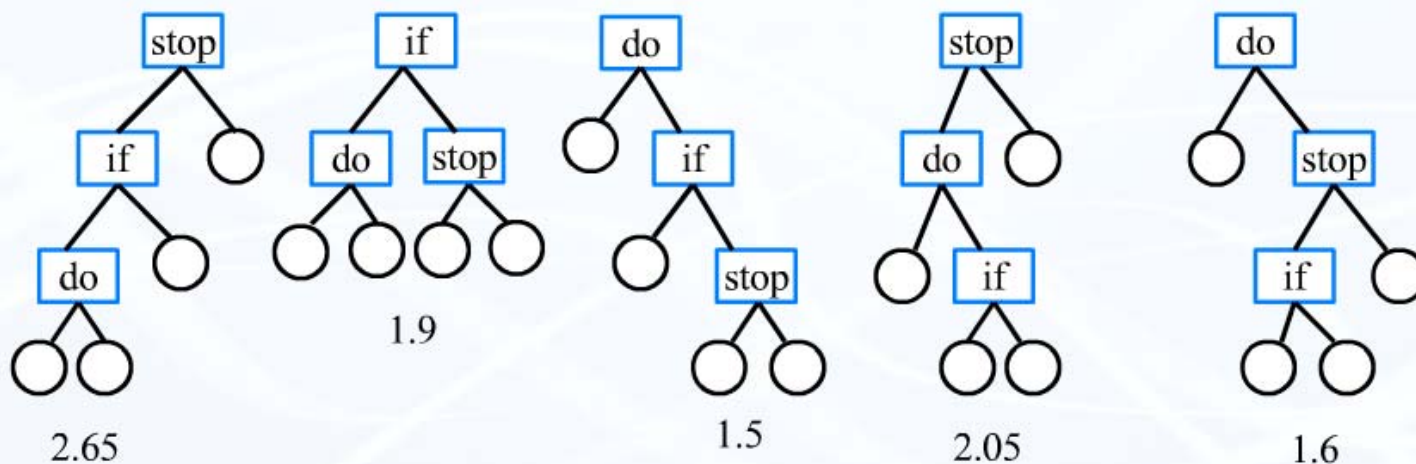 stop if do stop do
if do stop do stop
if
do stop if if
1.9
2.65 1.5 2.05 1.6